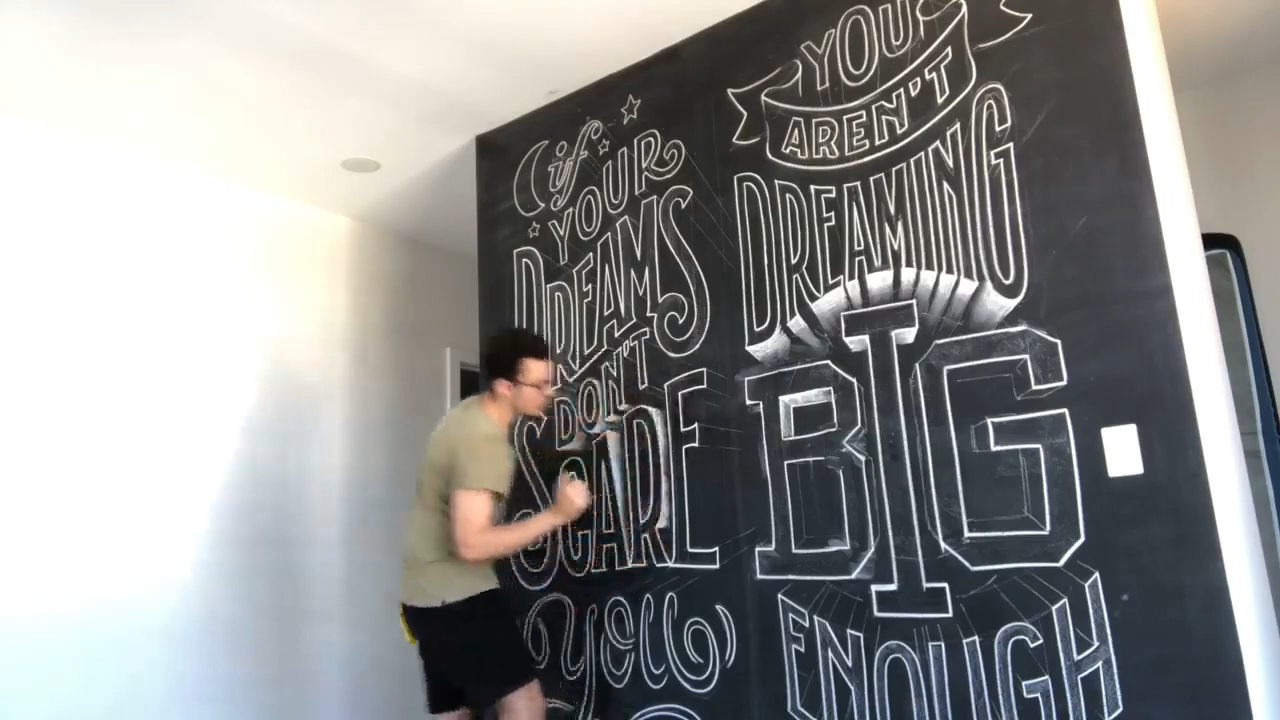 if
YOUR
DREAMS
DON'T
SCARE
YOU
YOU
AREN'T
DREAMING
BIG
ENOUGH